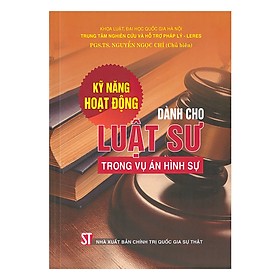 KHOA LUẬT ĐẠI HỌC QUỐC GIA HÀ NỘI
TRUNG TÂM NGHIÊN CỨU VÀ HỖ TRỢ PHÁP LÝ - LERES
PGS.TS. NGUYỄN NGỌC CHÍ (Chủ biên)
KỸ NĂNG
HOẠT ĐỘNG
DÀNH CHO
LUẬT SƯ
TRONG VỤ ÁN HÌNH SỰ
ST NHÀ XUẤT BẢN CHÍNH TRỊ QUỐC GIA SỰ THẬT